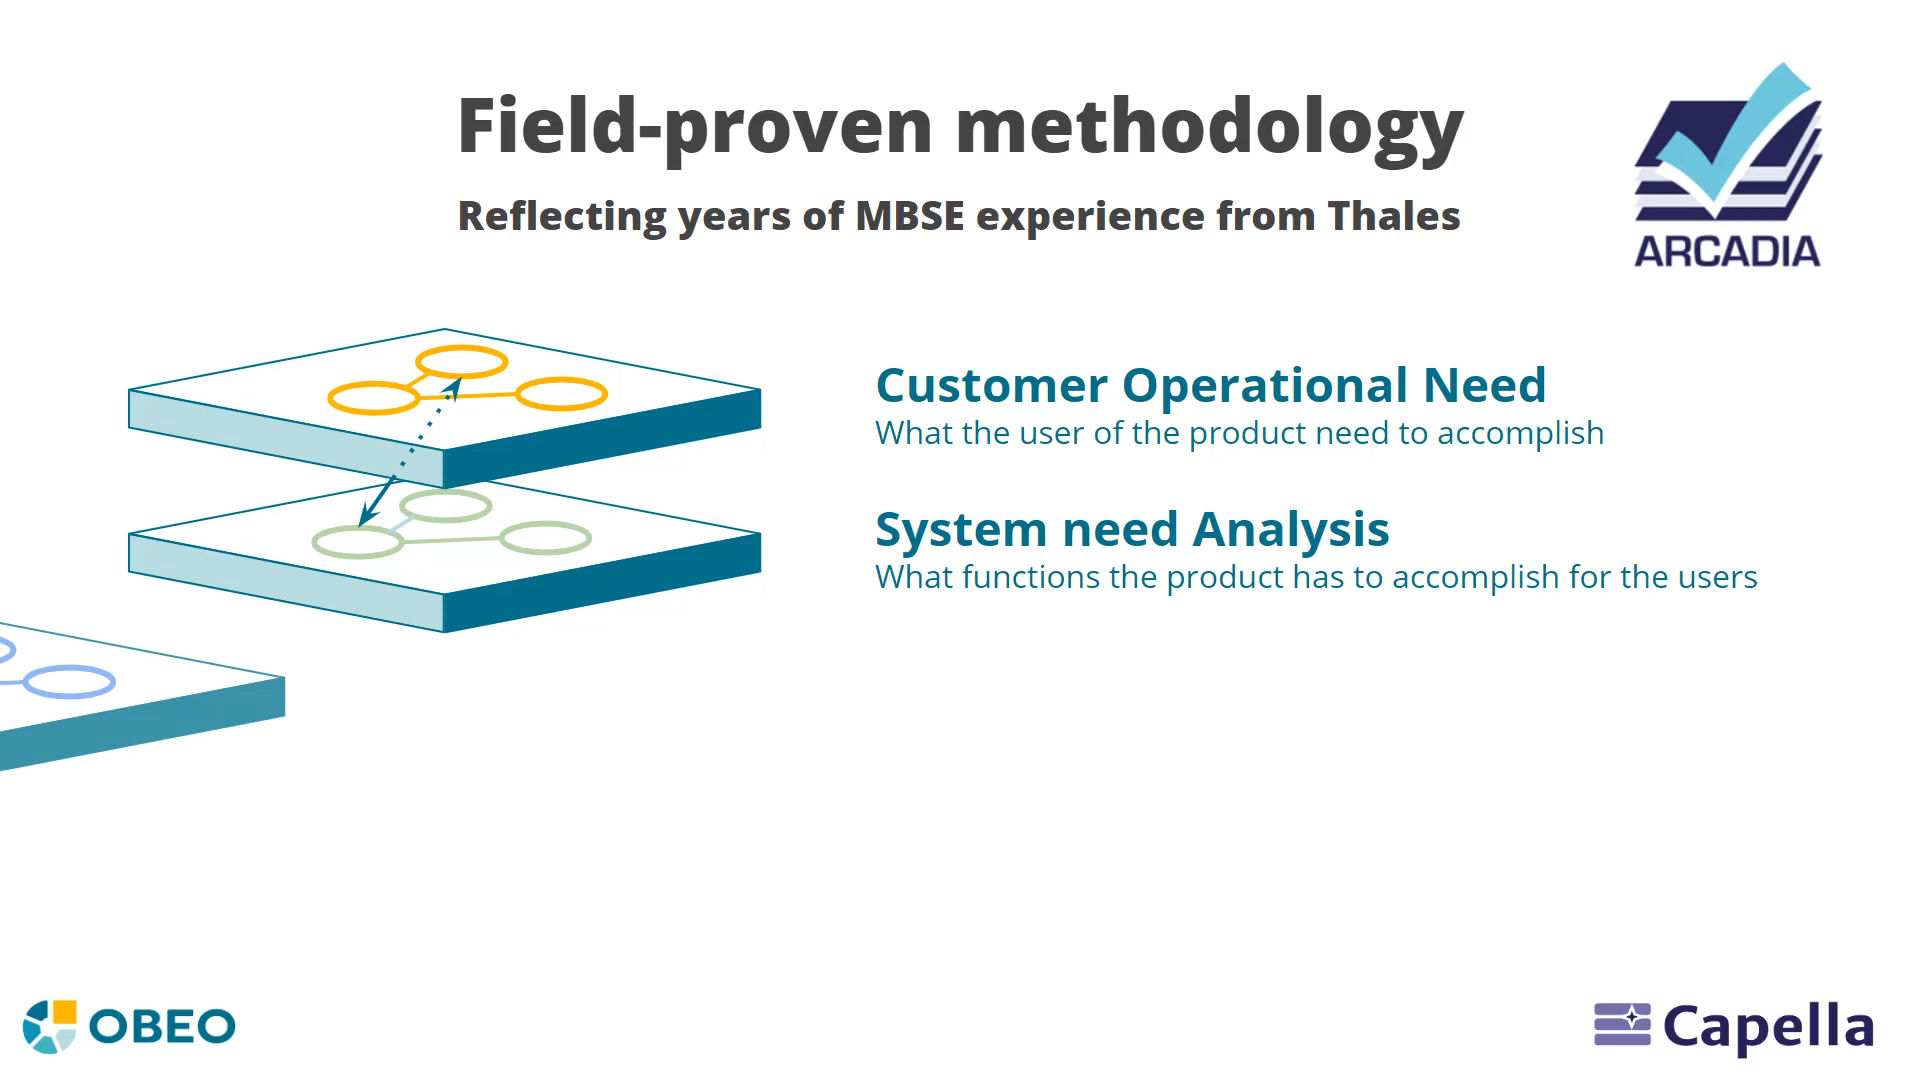 Field-proven methodology
Reflecting years of MBSE experience from Thales
ARCADIA
Customer Operational Need
What the user of the product need to accomplish
System need Analysis
What functions the product has to accomplish for the users
OBEO
Capella